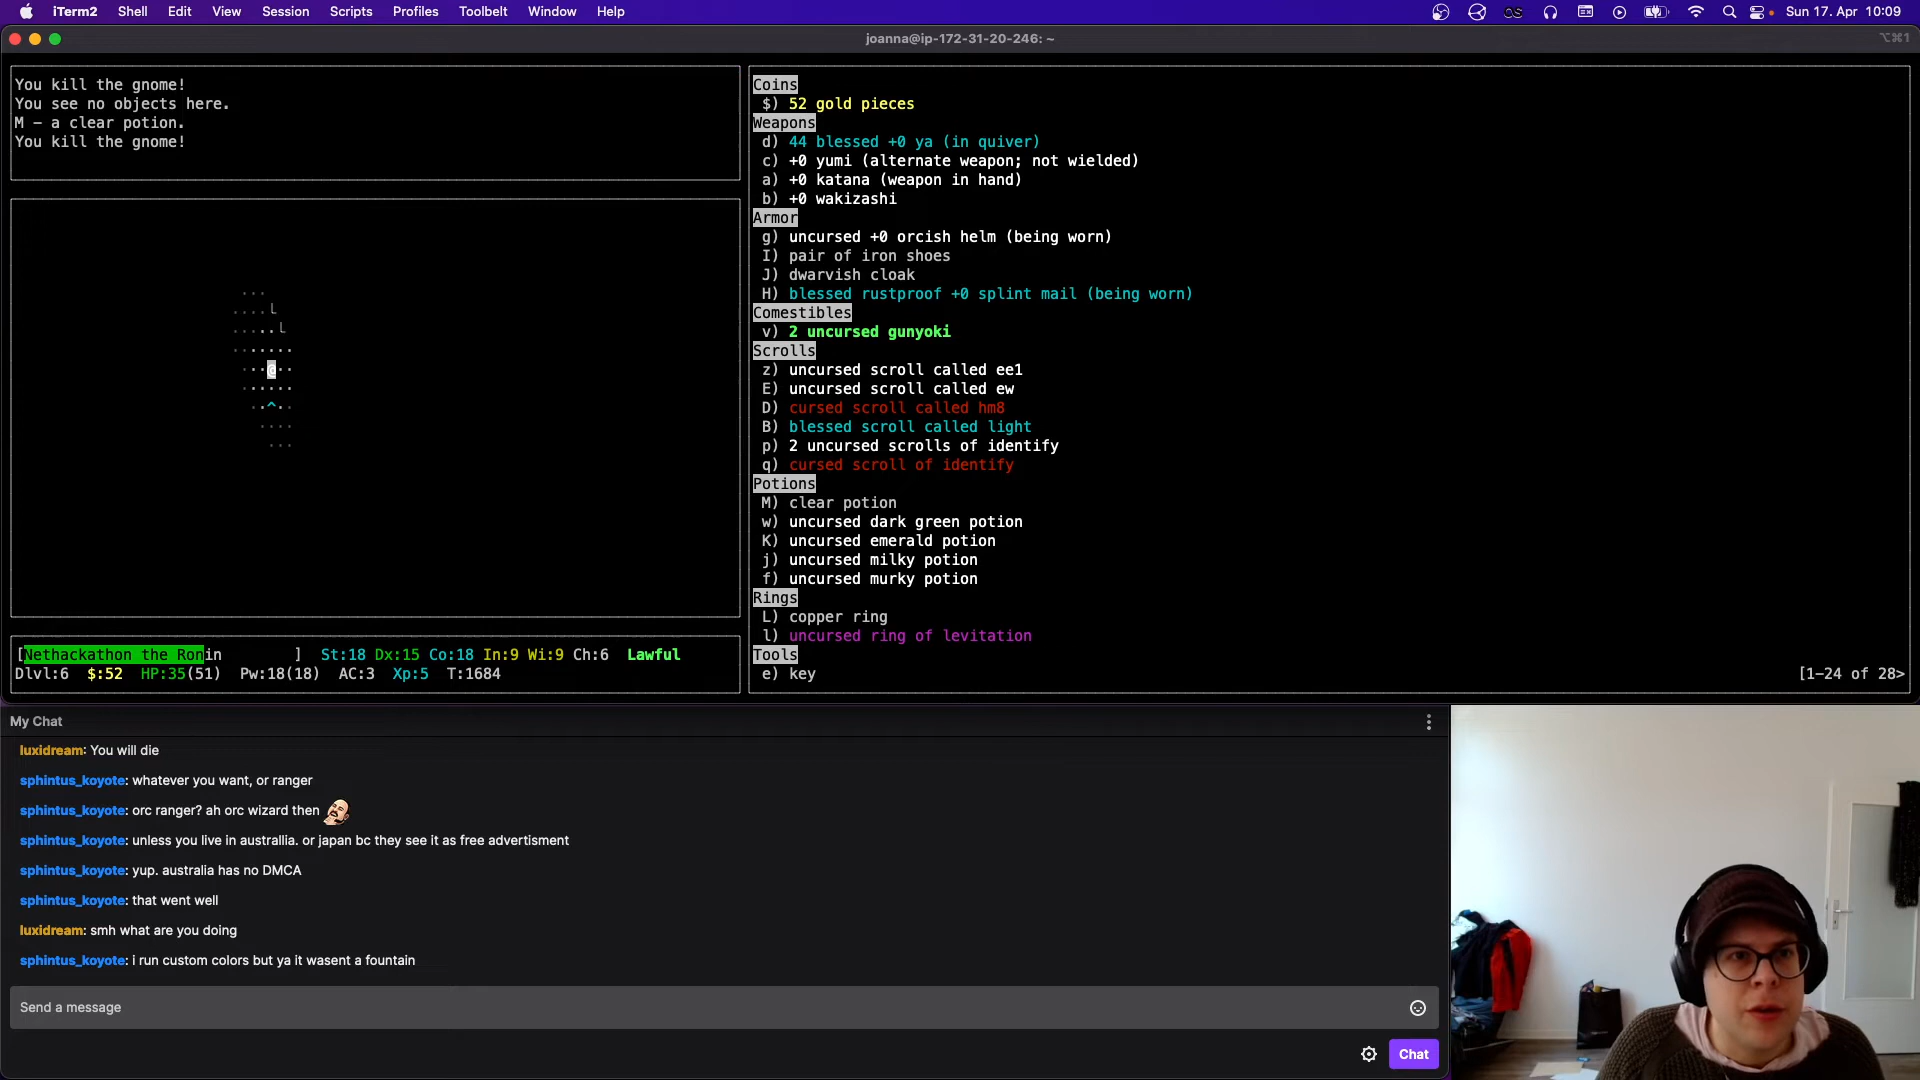 iTerm2 Shell Edit View Session Scripts Profiles Toolbelt Window Help Sun 17. Apr 10:09
joanna@ip-172-31-20-246: ~ ⌥⌘1
You kill the gnome!
You see no objects here.
M - a clear potion.
You kill the gnome!
Coins
$) 52 gold pieces
Weapons
d) 44 blessed +0 ya (in quiver)
c) +0 yumi (alternate weapon; not wielded)
a) +0 katana (weapon in hand)
b) +0 wakizashi
Armor
g) uncursed +0 orcish helm (being worn)
I) pair of iron shoes
J) dwarvish cloak
H) blessed rustproof +0 splint mail (being worn)
Comestibles
v) 2 uncursed gunyoki
Scrolls
z) uncursed scroll called ee1
E) uncursed scroll called ew
D) cursed scroll called hm8
B) blessed scroll called light
p) 2 uncursed scrolls of identify
q) cursed scroll of identify
Potions
M) clear potion
w) uncursed dark green potion
K) uncursed emerald potion
j) uncursed milky potion
f) uncursed murky potion
Rings
L) copper ring
l) uncursed ring of levitation
Tools
e) key
[1-24 of 28>
...
....L
.....L
.......
...@..
......
..^..
....
...
[Nethackathon the Ronin ] St:18 Dx:15 Co:18 In:9 Wi:9 Ch:6 Lawful
Dlvl:6 $:52 HP:35(51) Pw:18(18) AC:3 Xp:5 T:1684
My Chat
luxidream: You will die
sphintus_koyote: whatever you want, or ranger
sphintus_koyote: orc ranger? ah orc wizard then
sphintus_koyote: unless you live in australlia. or japan bc they see it as free advertisment
sphintus_koyote: yup. australia has no DMCA
sphintus_koyote: that went well
luxidream: smh what are you doing
sphintus_koyote: i run custom colors but ya it wasent a fountain
Send a message
Chat